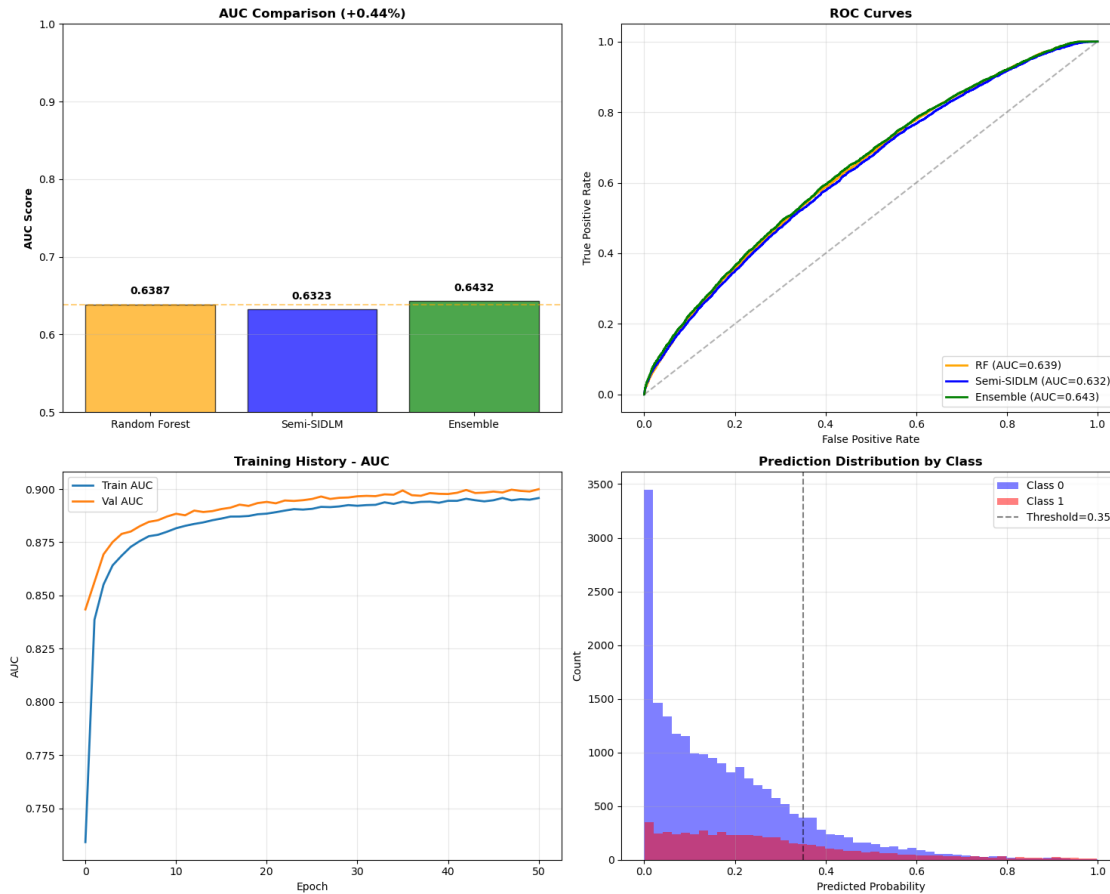 AUC Comparison (+0.44%)
AUC Score
1.0
0.9
0.8
0.7
0.6
0.5
0.6387
0.6323
0.6432
Random Forest
Semi-SIDLM
Ensemble
ROC Curves
True Positive Rate
1.0
0.8
0.6
0.4
0.2
0.0
RF (AUC=0.639)
Semi-SIDLM (AUC=0.632)
Ensemble (AUC=0.643)
0.0 0.2 0.4 0.6 0.8 1.0
False Positive Rate
Training History - AUC
Train AUC
Val AUC
AUC
0.900
0.875
0.850
0.825
0.800
0.775
0.750
0 10 20 30 40 50
Epoch
Prediction Distribution by Class
Class 0
Class 1
Threshold=0.35
Count
3500
3000
2500
2000
1500
1000
500
0
0.0 0.2 0.4 0.6 0.8 1.0
Predicted Probability